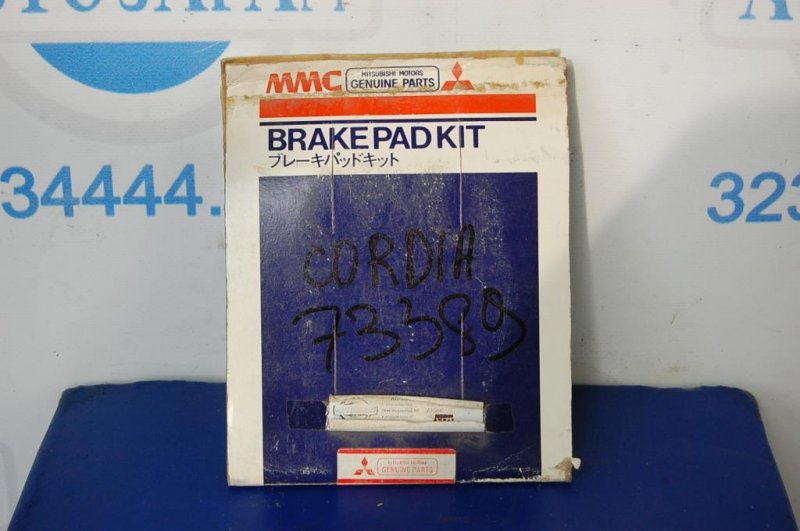 34444.
323
MMC MITSUBISHI MOTORS GENUINE PARTS
BRAKE PAD KIT
ブレーキパッドキット
CORDIA
73389
GENUINE PARTS